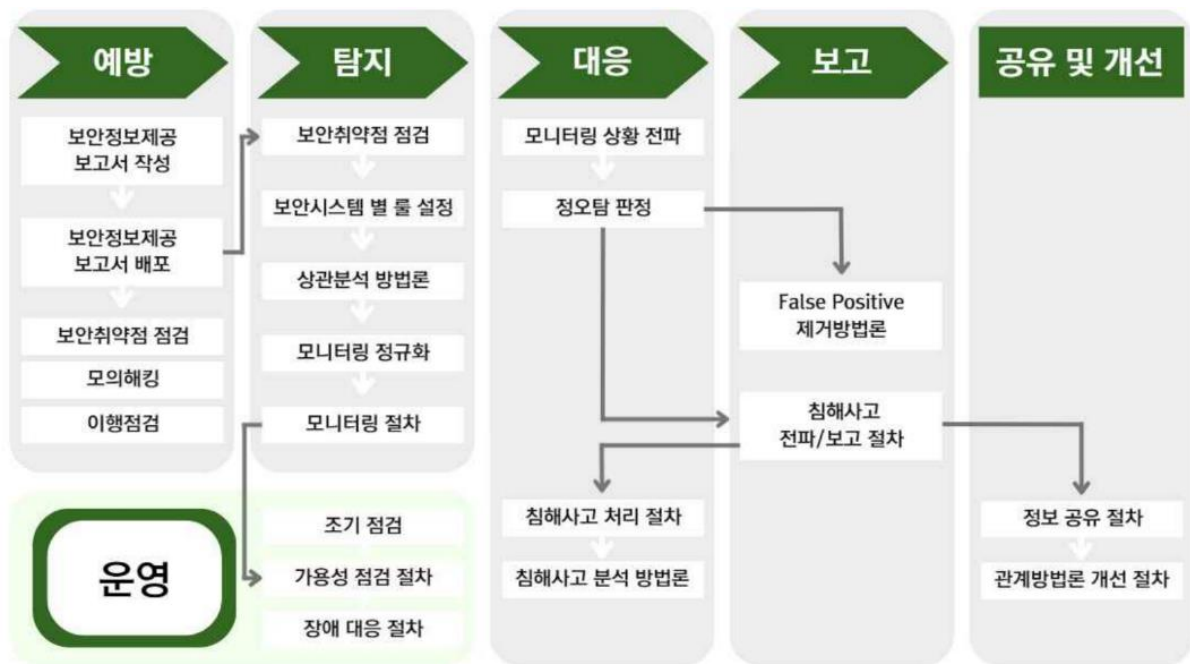 예방
보안정보제공
보고서 작성
보안정보제공
보고서 배포
보안취약점 점검
모의해킹
이행점검
탐지
보안취약점 점검
보안시스템 별 룰 설정
상관분석 방법론
모니터링 정규화
모니터링 절차
대응
모니터링 상황 전파
정오탐 판정
침해사고 처리 절차
침해사고 분석 방법론
보고
False Positive
제거방법론
침해사고
전파/보고 절차
공유 및 개선
정보 공유 절차
관계방법론 개선 절차
운영
조기 점검
가용성 점검 절차
장애 대응 절차